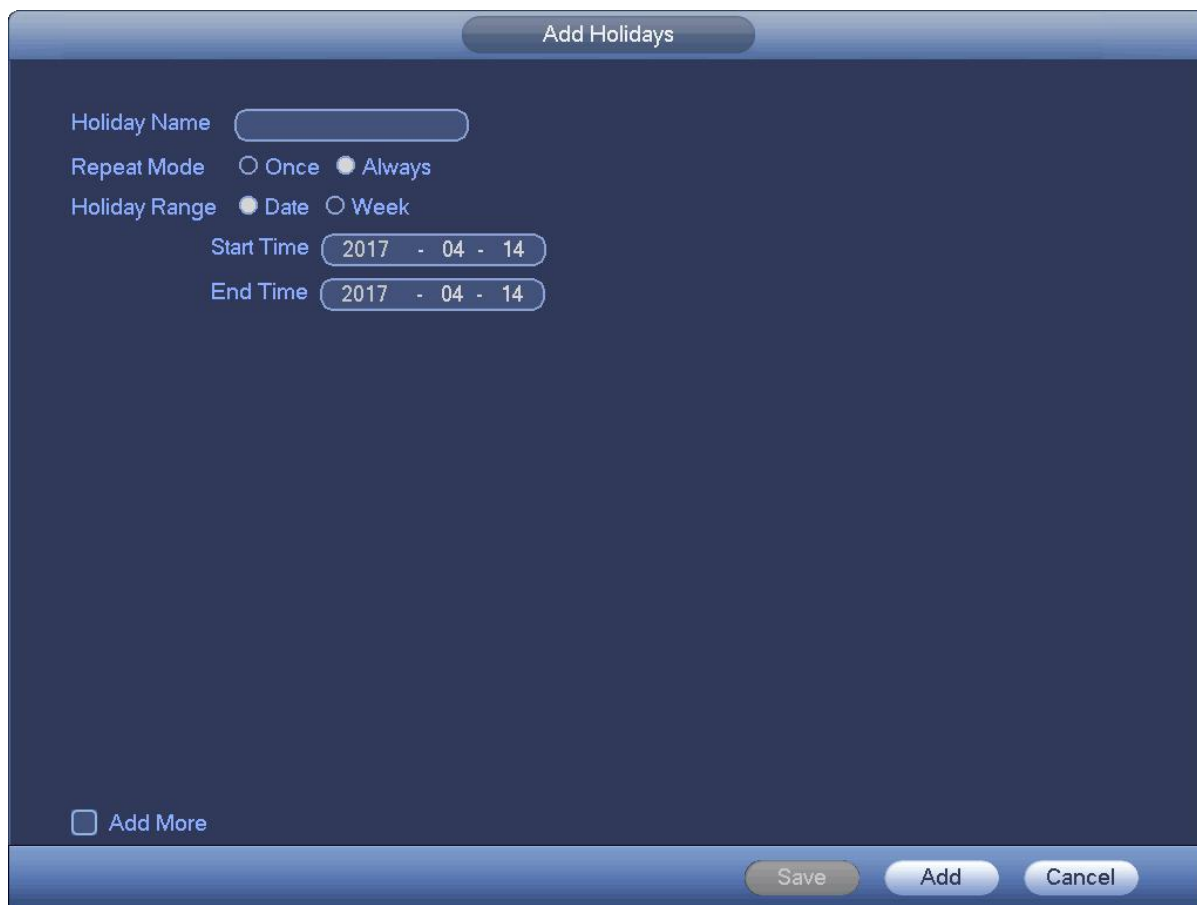 Add Holidays
Holiday Name
Repeat Mode Once Always
Holiday Range Date Week
Start Time 2017 - 04 - 14
End Time 2017 - 04 - 14
Add More
Save Add Cancel